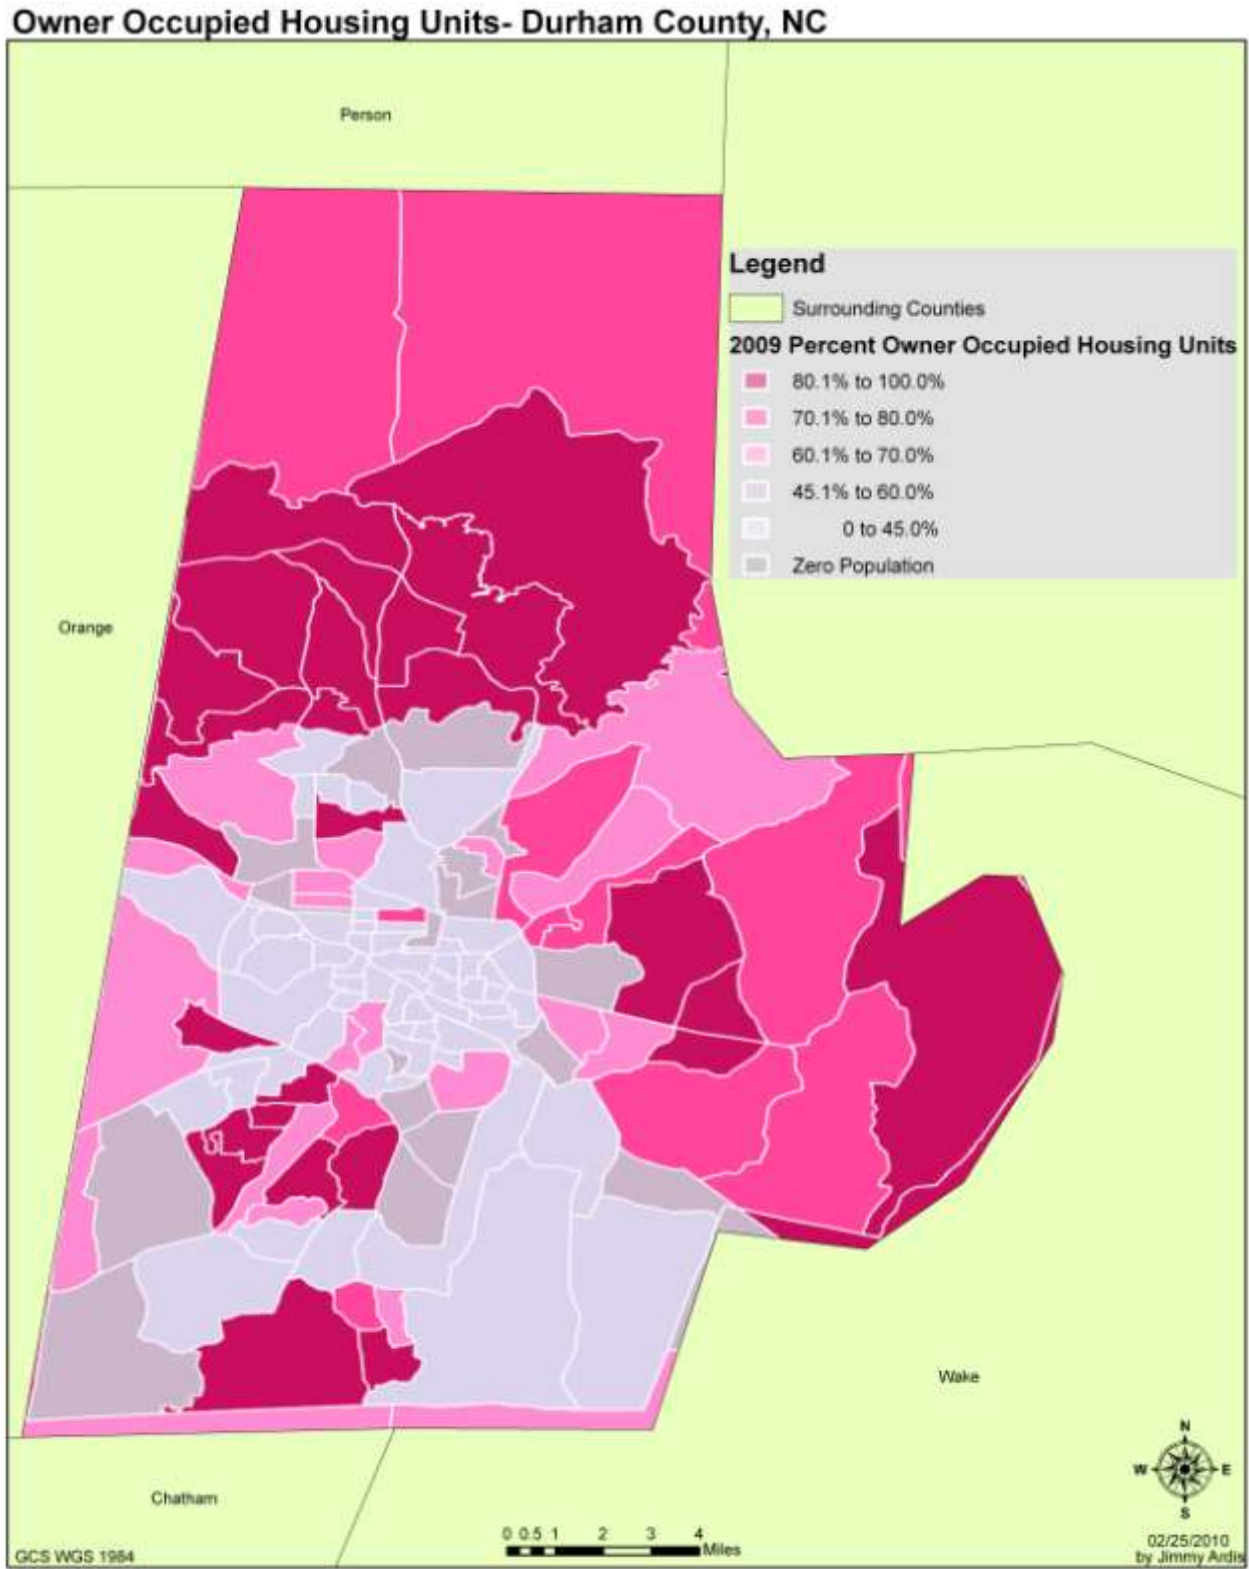 Owner Occupied Housing Units- Durham County, NC
Person
Legend
Surrounding Counties
2009 Percent Owner Occupied Housing Units
80.1% to 100.0%
70.1% to 80.0%
60.1% to 70.0%
45.1% to 60.0%
0 to 45.0%
Zero Population
Orange
Wake
N
W E
S
Chatham
0 0.5 1 2 3 4
Miles
GCS WGS 1984
02/25/2010
by Jimmy Ardis